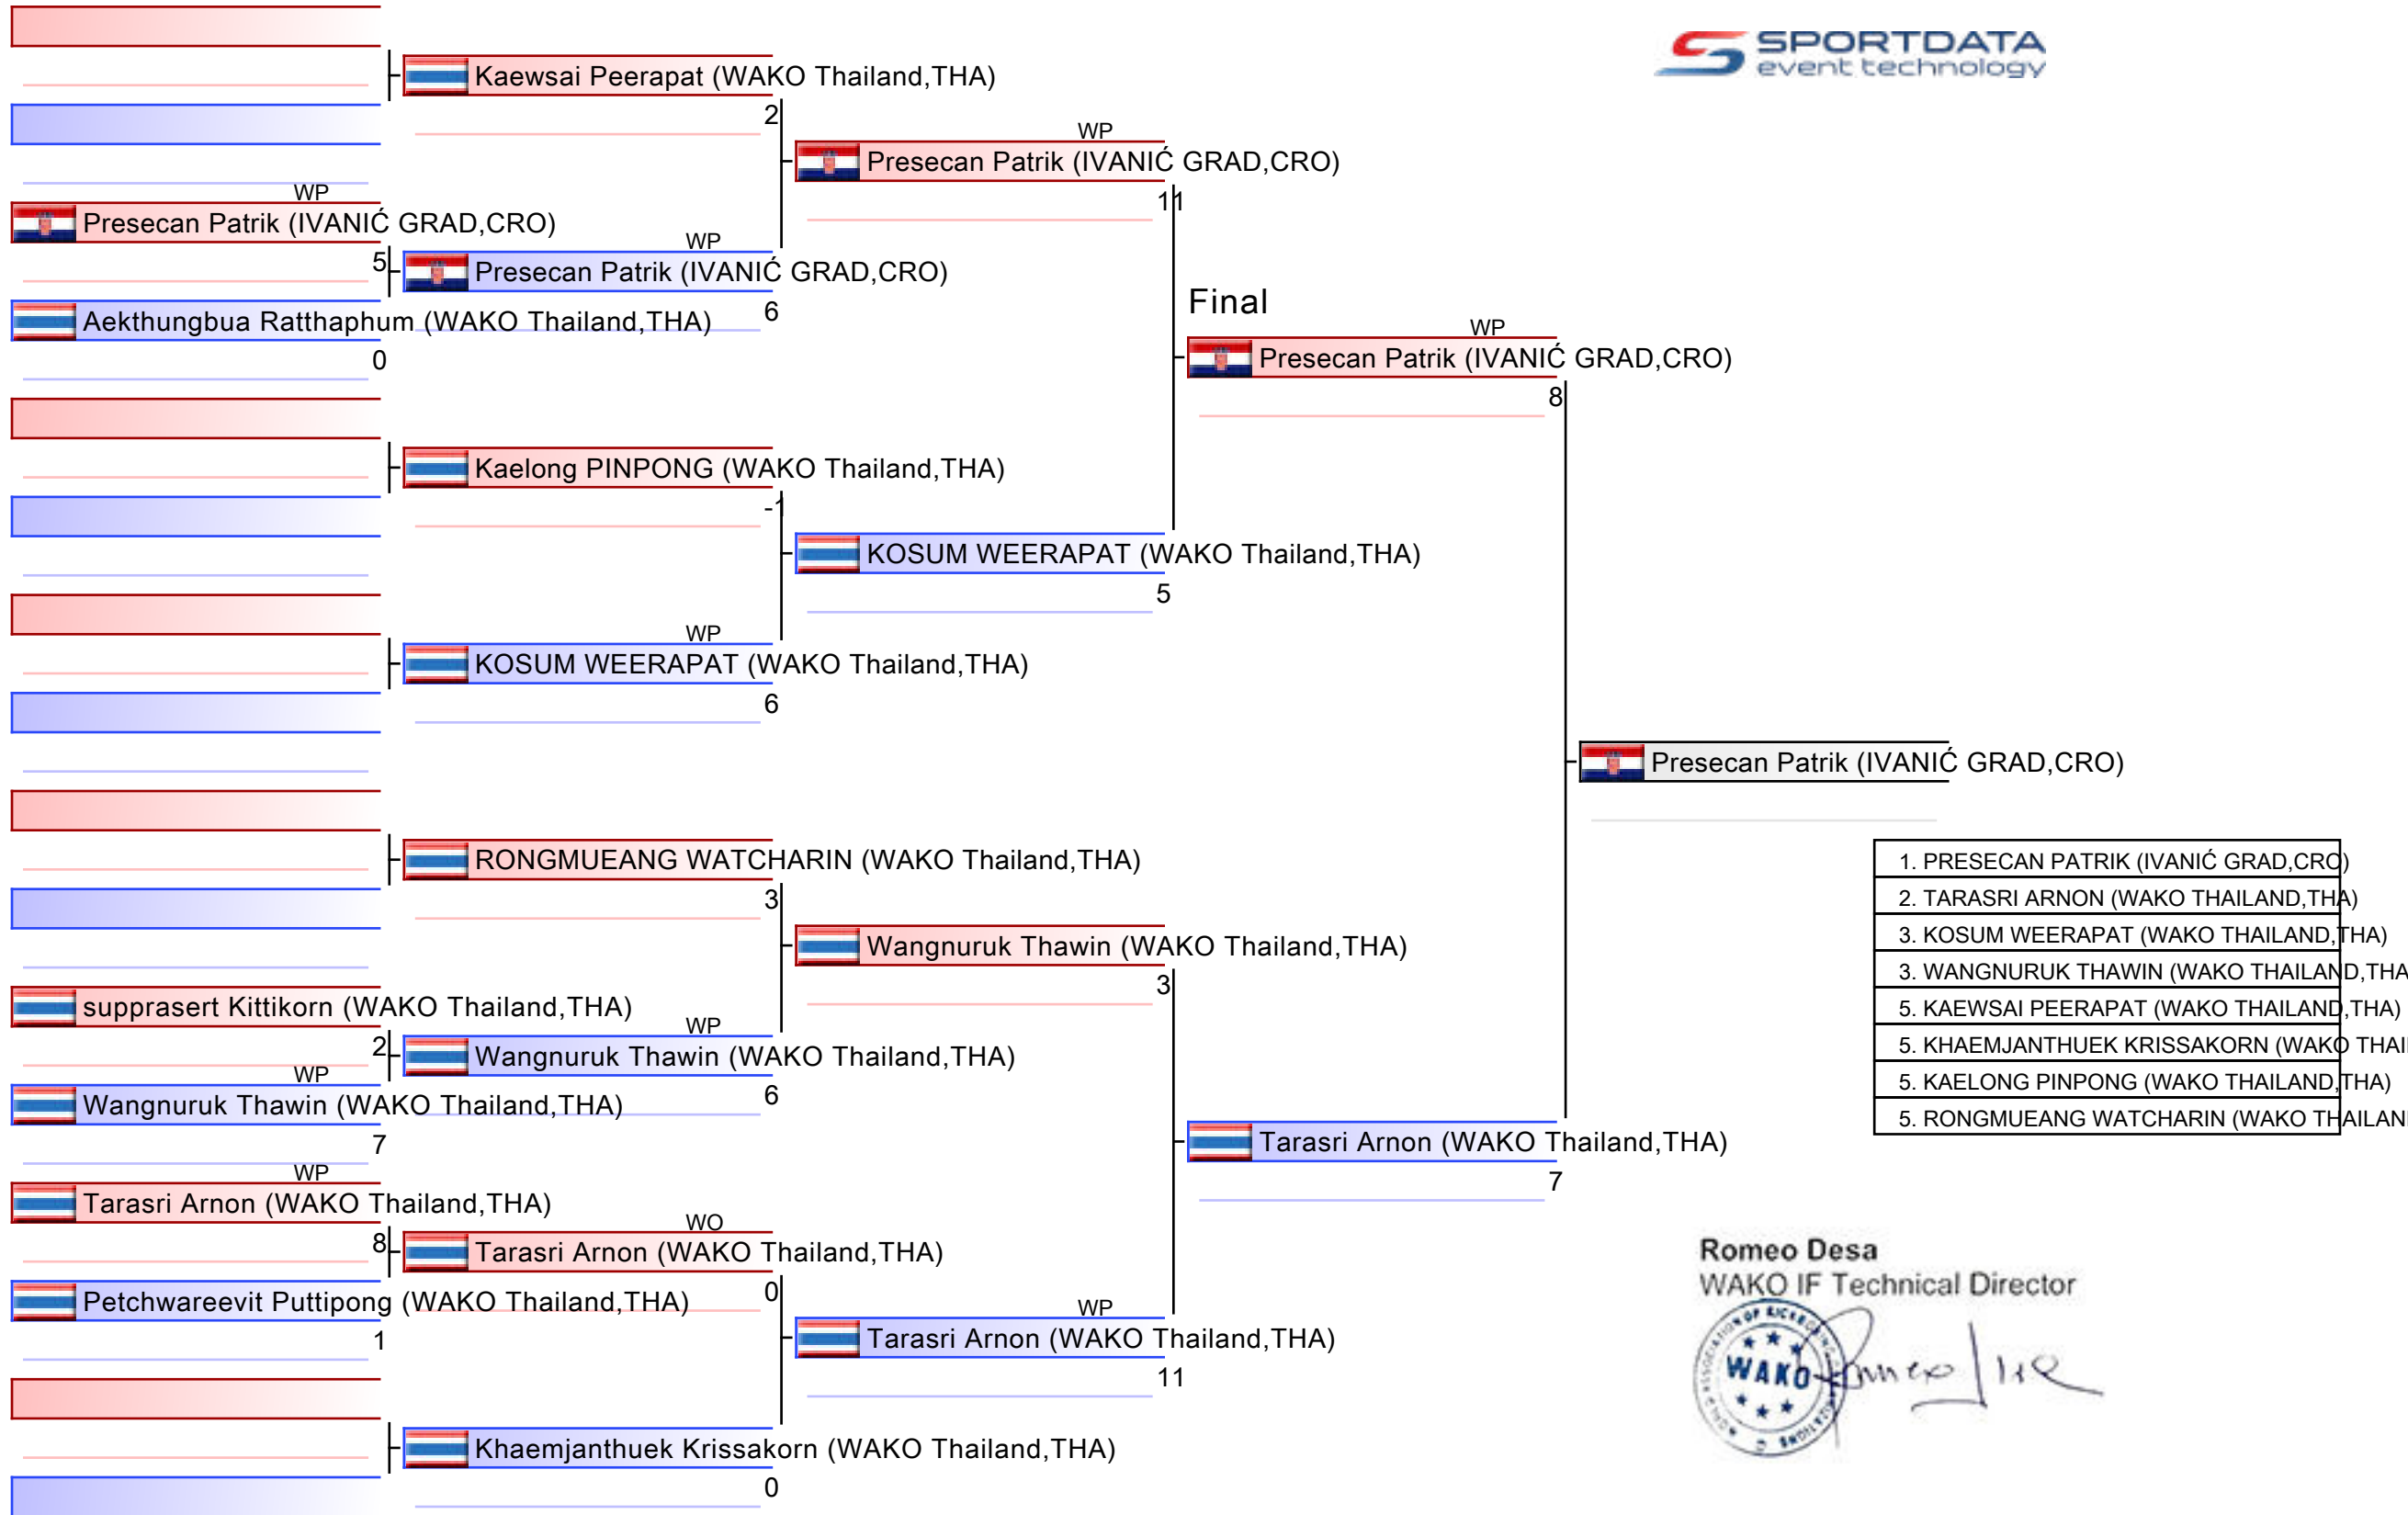 SPORTDATA
event technology
Kaewsai Peerapat (WAKO Thailand,THA)
2
WP
Presecan Patrik (IVANIĆ GRAD,CRO)
11
WP
Presecan Patrik (IVANIĆ GRAD,CRO)
5
WP
Presecan Patrik (IVANIĆ GRAD,CRO)
6
Aekthungbua Ratthaphum (WAKO Thailand,THA)
0
Final
WP
Presecan Patrik (IVANIĆ GRAD,CRO)
8
Kaelong PINPONG (WAKO Thailand,THA)
-1
KOSUM WEERAPAT (WAKO Thailand,THA)
5
WP
KOSUM WEERAPAT (WAKO Thailand,THA)
6
Presecan Patrik (IVANIĆ GRAD,CRO)
RONGMUEANG WATCHARIN (WAKO Thailand,THA)
3
Wangnuruk Thawin (WAKO Thailand,THA)
3
supprasert Kittikorn (WAKO Thailand,THA)
2
WP
Wangnuruk Thawin (WAKO Thailand,THA)
6
WP
Wangnuruk Thawin (WAKO Thailand,THA)
7
Tarasri Arnon (WAKO Thailand,THA)
7
WP
Tarasri Arnon (WAKO Thailand,THA)
8
WO
Tarasri Arnon (WAKO Thailand,THA)
0
Petchwareevit Puttipong (WAKO Thailand,THA)
1
WP
Tarasri Arnon (WAKO Thailand,THA)
11
Khaemjanthuek Krissakorn (WAKO Thailand,THA)
0
1. PRESECAN PATRIK (IVANIĆ GRAD,CRO)
2. TARASRI ARNON (WAKO THAILAND,THA)
3. KOSUM WEERAPAT (WAKO THAILAND,THA)
3. WANGNURUK THAWIN (WAKO THAILAND,THA
5. KAEWSAI PEERAPAT (WAKO THAILAND,THA)
5. KHAEMJANTHUEK KRISSAKORN (WAKO THAI
5. KAELONG PINPONG (WAKO THAILAND,THA)
5. RONGMUEANG WATCHARIN (WAKO THAILAN
Romeo Desa
WAKO IF Technical Director
WAKO